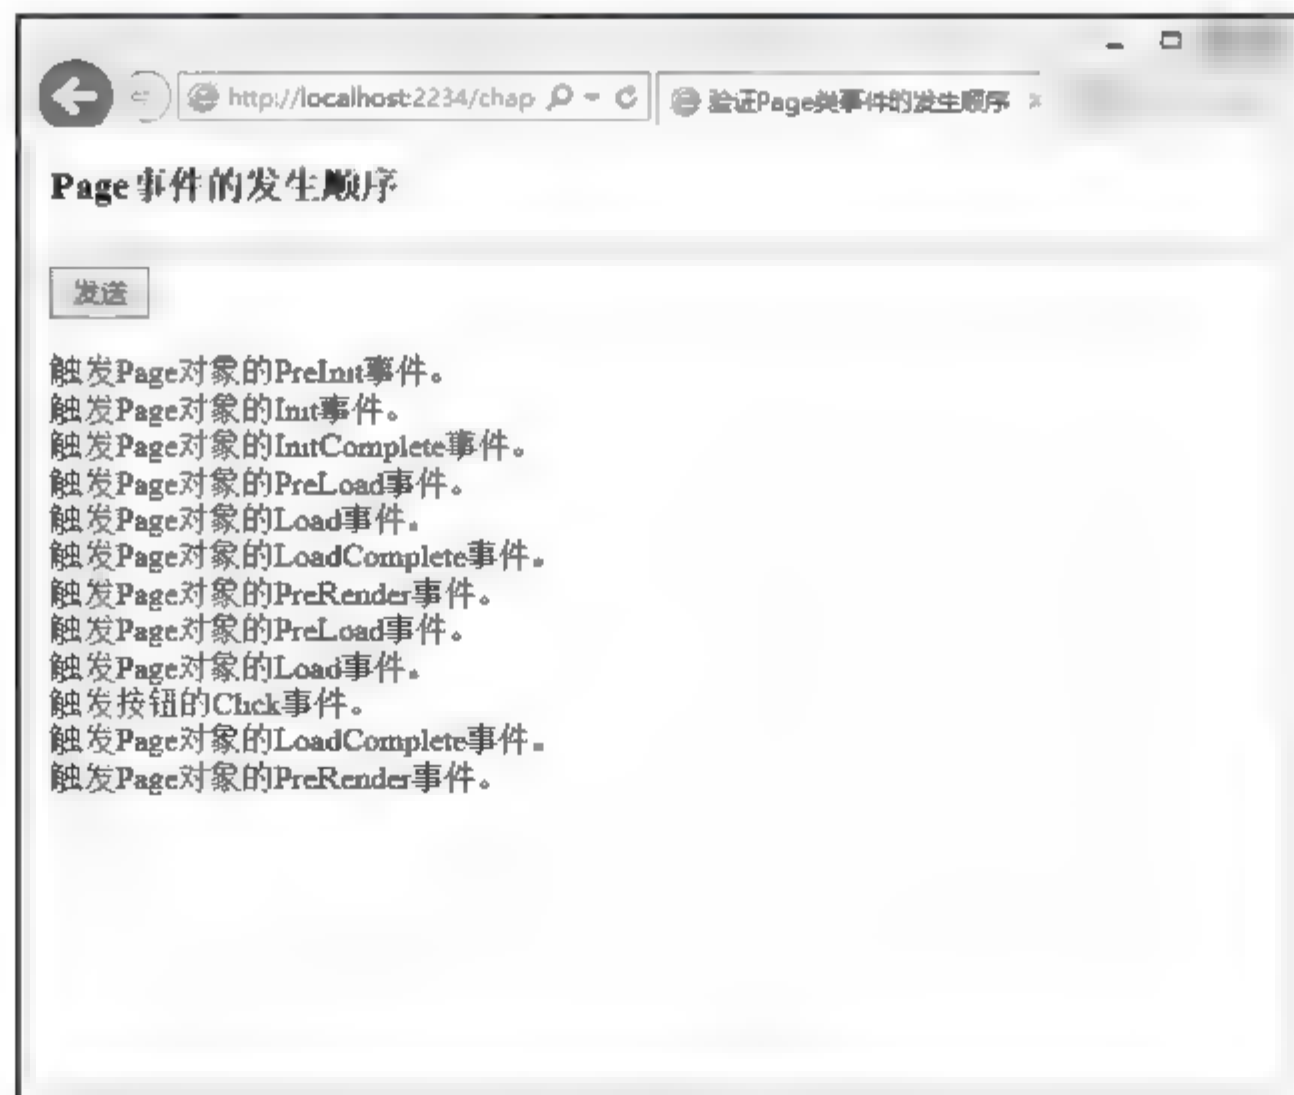 http://localhost:2234/chap
验证Page类事件的发生顺序
Page事件的发生顺序
发送
触发Page对象的PreInit事件。
触发Page对象的Init事件。
触发Page对象的InitComplete事件。
触发Page对象的PreLoad事件。
触发Page对象的Load事件。
触发Page对象的LoadComplete事件。
触发Page对象的PreRender事件。
触发Page对象的PreLoad事件。
触发Page对象的Load事件。
触发按钮的Click事件。
触发Page对象的LoadComplete事件。
触发Page对象的PreRender事件。